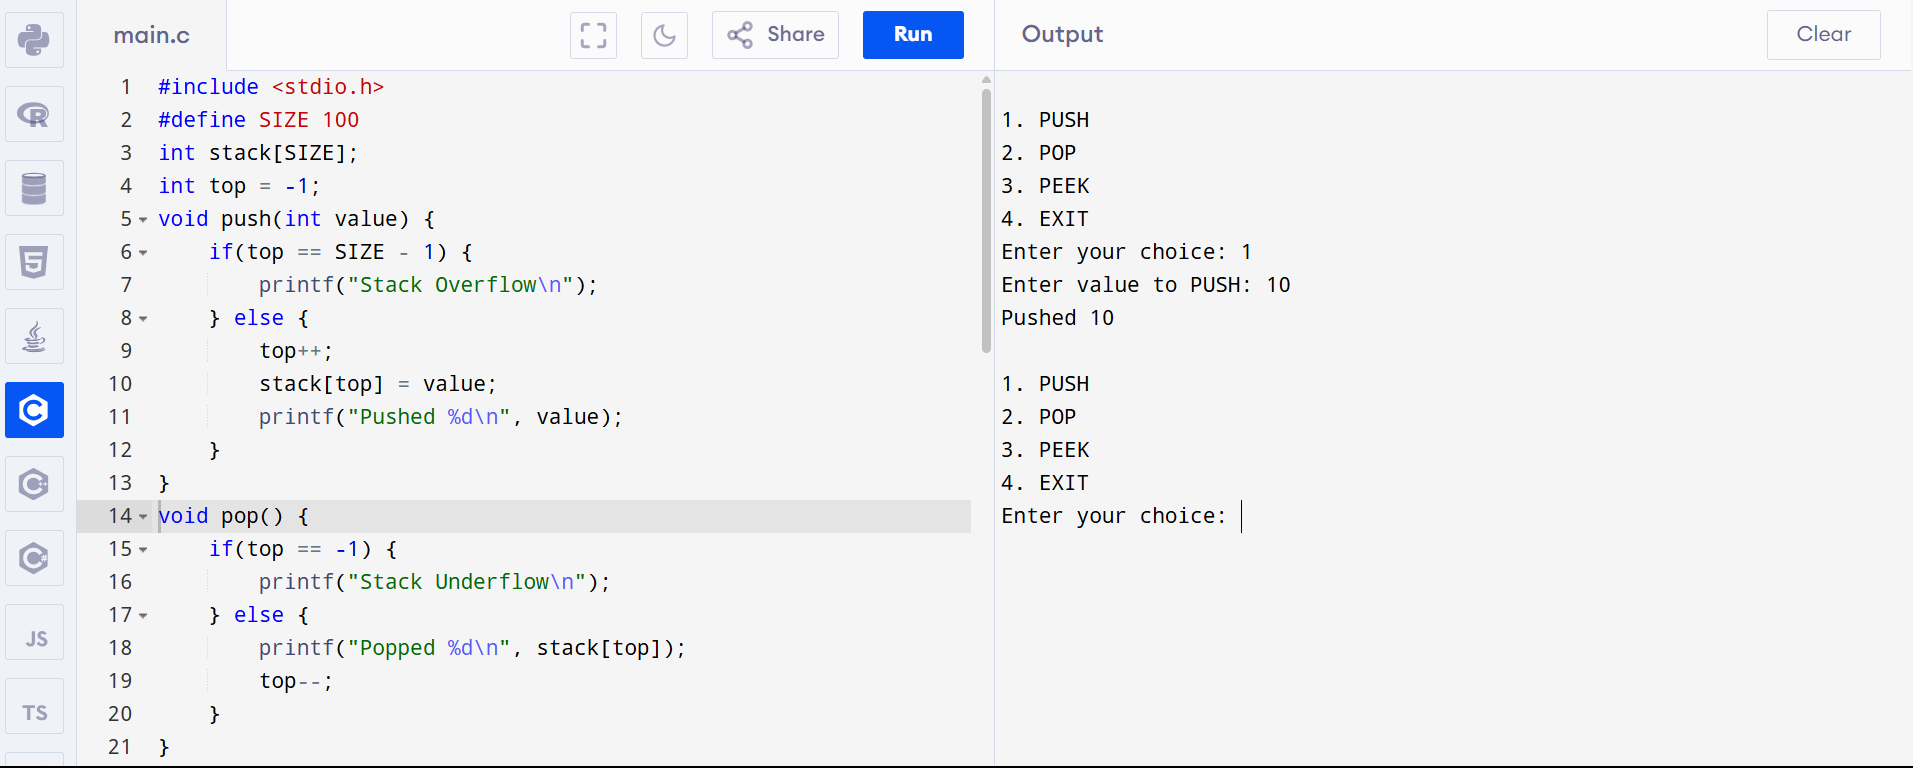 main.c
Share
Run
Output
Clear
1 #include <stdio.h>
2 #define SIZE 100
3 int stack[SIZE];
4 int top = -1;
5 void push(int value) {
6     if(top == SIZE - 1) {
7         printf("Stack Overflow\n");
8     } else {
9         top++;
10         stack[top] = value;
11         printf("Pushed %d\n", value);
12     }
13 }
14 void pop() {
15     if(top == -1) {
16         printf("Stack Underflow\n");
17     } else {
18         printf("Popped %d\n", stack[top]);
19         top--;
20     }
21 }
1. PUSH
2. POP
3. PEEK
4. EXIT
Enter your choice: 1
Enter value to PUSH: 10
Pushed 10
1. PUSH
2. POP
3. PEEK
4. EXIT
Enter your choice:
R
5
C
C++
C#
JS
TS